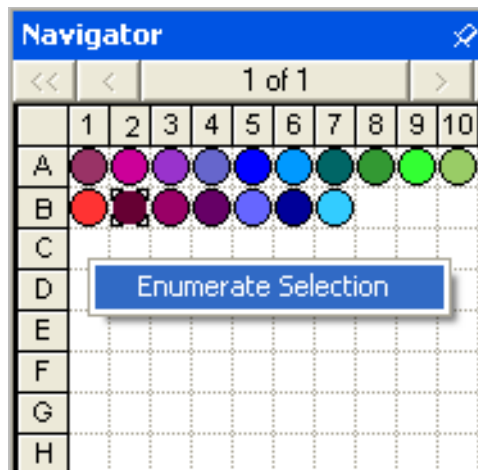 Navigator
<< < 1 of 1 >
1 2 3 4 5 6 7 8 9 10
A
B
C
D
Enumerate Selection
E
F
G
H